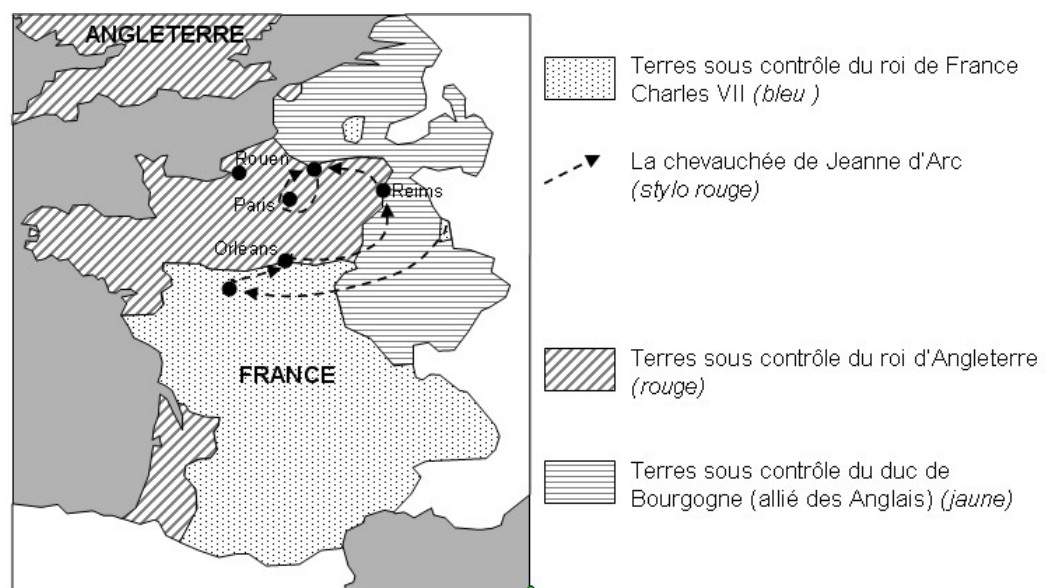 ANGLETERRE
Rouen
Reims
Paris
Orléans
FRANCE
Terres sous contrôle du roi de France
Charles VII (bleu )
La chevauchée de Jeanne d'Arc
(stylo rouge)
Terres sous contrôle du roi d'Angleterre
(rouge)
Terres sous contrôle du duc de
Bourgogne (allié des Anglais) (jaune)